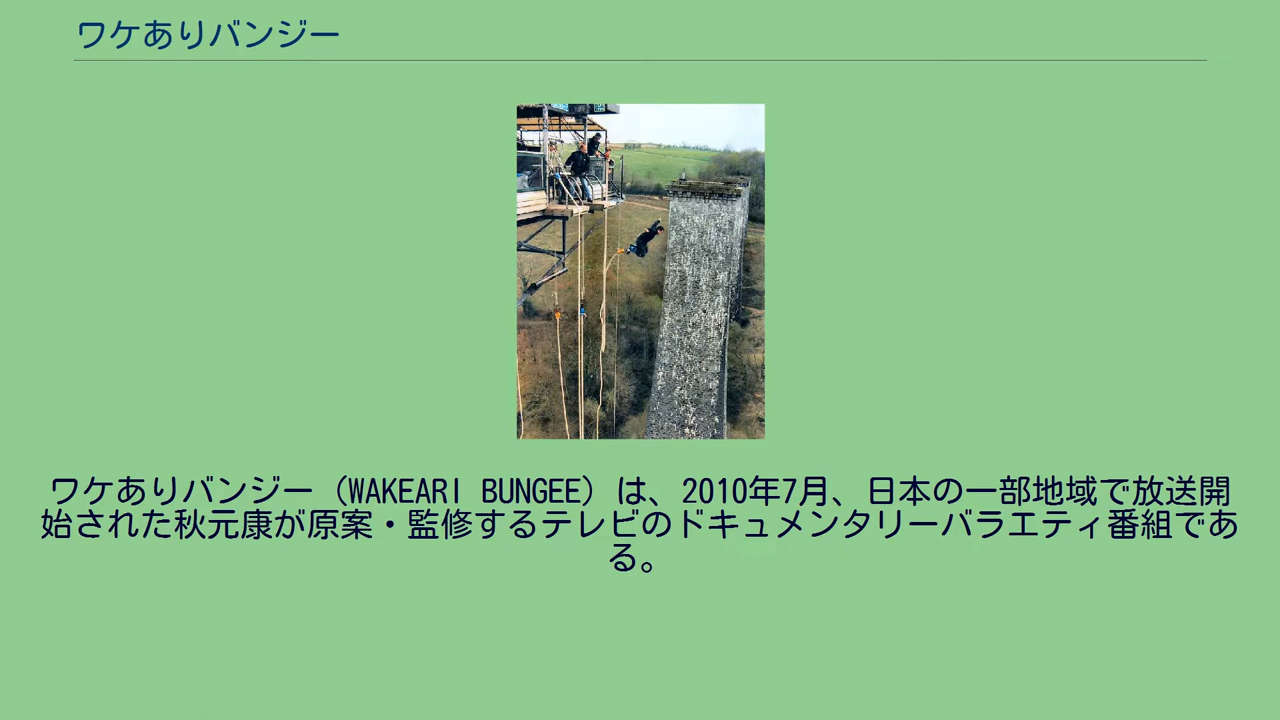 ワケありバンジー
ワケありバンジー（WAKEARI BUNGEE）は、2010年7月、日本の一部地域で放送開
始された秋元康が原案・監修するテレビのドキュメンタリーバラエティ番組であ
る。